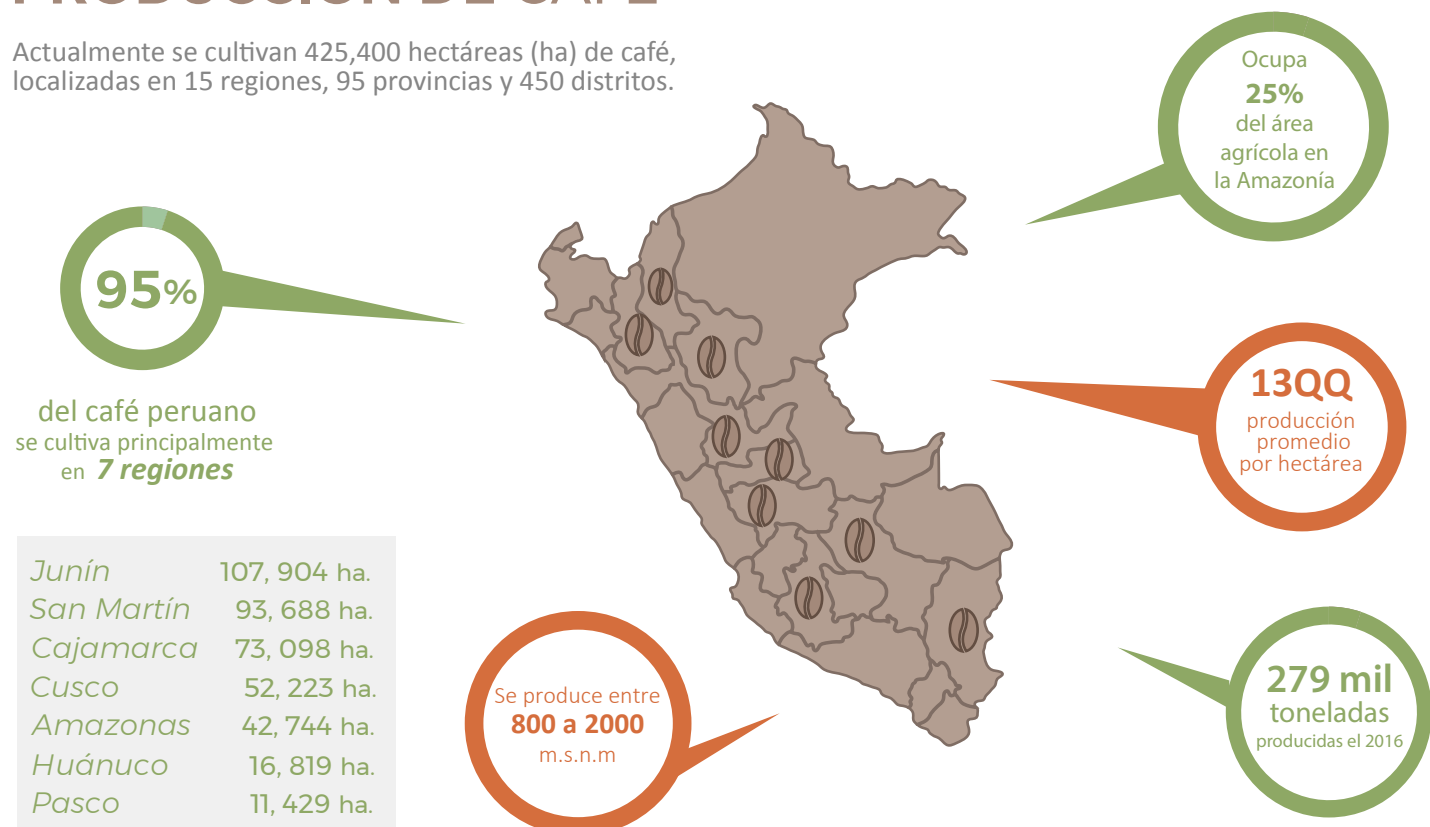 PRODUCCIÓN DE CAFÉ
Actualmente se cultivan 425,400 hectáreas (ha) de café,
localizadas en 15 regiones, 95 provincias y 450 distritos.
Ocupa
25%
del área
agrícola en
la Amazonía
95%
del café peruano
se cultiva principalmente
en 7 regiones
13QQ
producción
promedio
por hectárea
Junín 107, 904 ha.
San Martín 93, 688 ha.
Cajamarca 73, 098 ha.
Cusco 52, 223 ha.
Amazonas 42, 744 ha.
Huánuco 16, 819 ha.
Pasco 11, 429 ha.
Se produce entre
800 a 2000
m.s.n.m
279 mil
toneladas
producidas el 2016